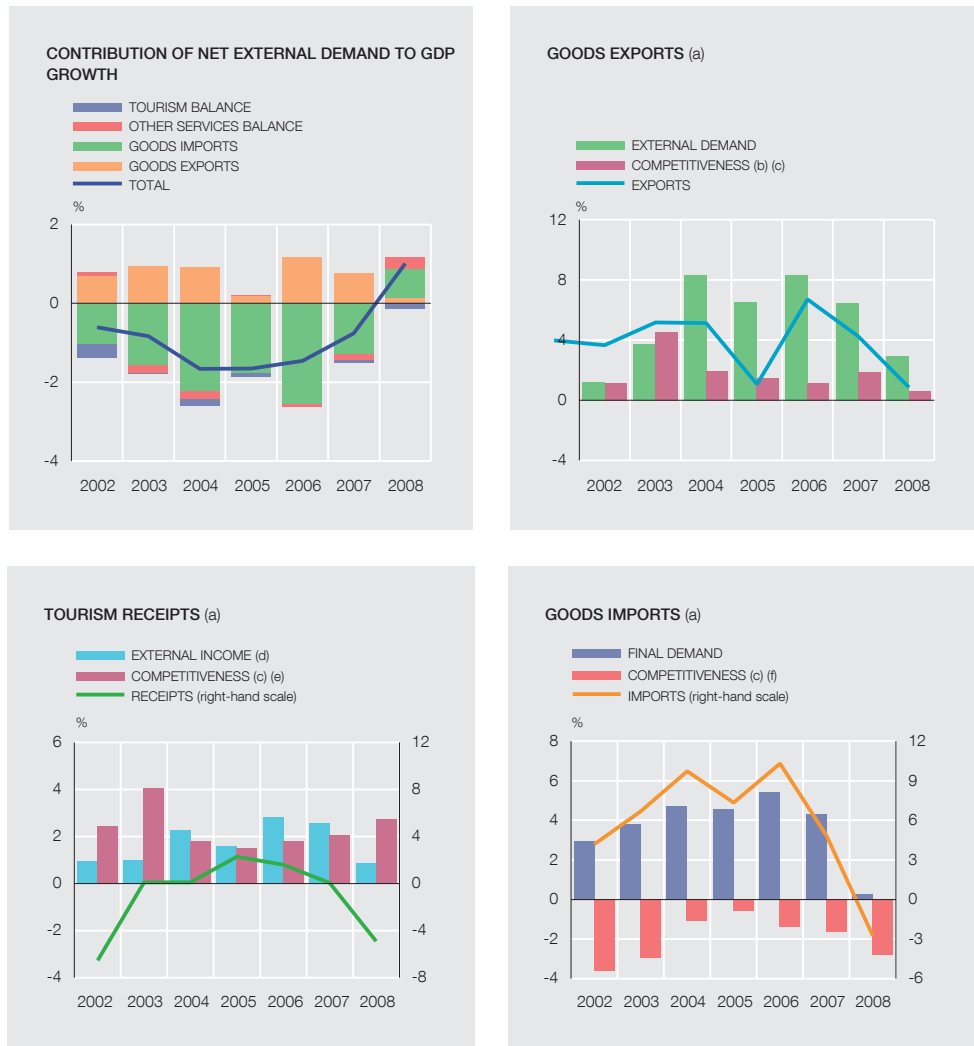 CONTRIBUTION OF NET EXTERNAL DEMAND TO GDP
GROWTH
TOURISM BALANCE
OTHER SERVICES BALANCE
GOODS IMPORTS
GOODS EXPORTS
TOTAL
%
2
0
-2
-4
2002 2003 2004 2005 2006 2007 2008
GOODS EXPORTS (a)
EXTERNAL DEMAND
COMPETITIVENESS (b) (c)
EXPORTS
%
12
8
4
0
-4
2002 2003 2004 2005 2006 2007 2008
TOURISM RECEIPTS (a)
EXTERNAL INCOME (d)
COMPETITIVENESS (c) (e)
RECEIPTS (right-hand scale)
%
6 12
4 8
2 4
0 0
-2 -4
-4 -8
2002 2003 2004 2005 2006 2007 2008
GOODS IMPORTS (a)
FINAL DEMAND
COMPETITIVENESS (c) (f)
IMPORTS (right-hand scale)
%
8 12
6 9
4 6
2 3
0 0
-2 -3
-4 -6
2002 2003 2004 2005 2006 2007 2008